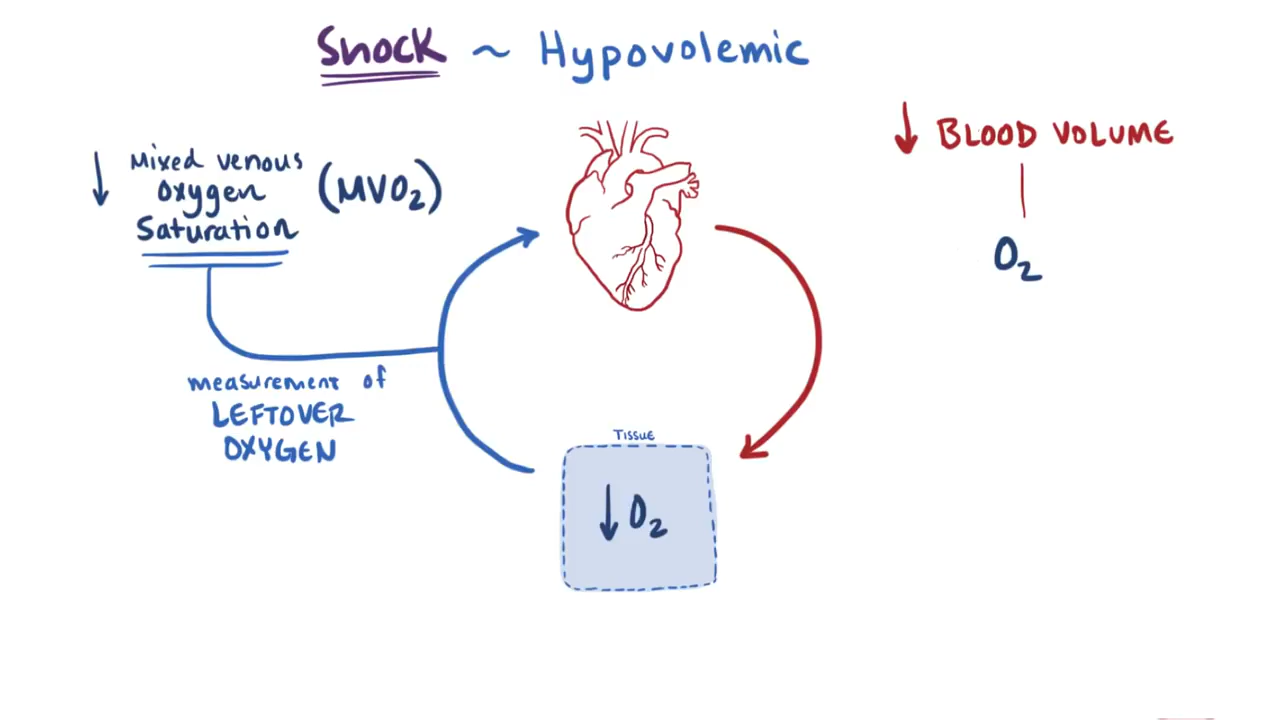 Shock ~ Hypovolemic
↓ BLOOD VOLUME
O₂
↓ Mixed venous
Oxygen
Saturation
(MVO₂)
measurement of
LEFTOVER
OXYGEN
TISSUE
↓ O₂